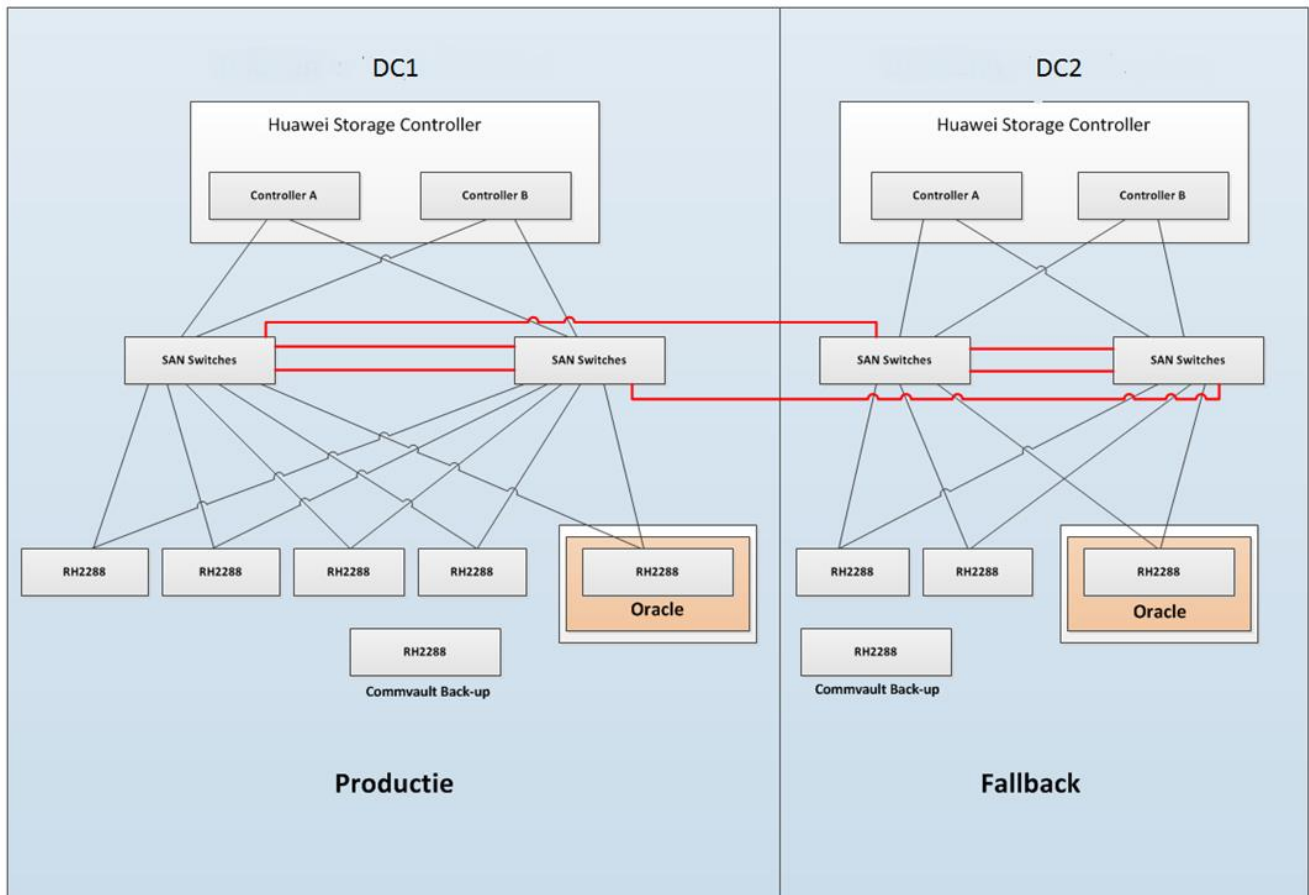 DC1
Huawei Storage Controller
Controller A
Controller B
SAN Switches
SAN Switches
RH2288
RH2288
RH2288
RH2288
RH2288
Oracle
RH2288
Commvault Back-up
Productie
DC2
Huawei Storage Controller
Controller A
Controller B
SAN Switches
SAN Switches
RH2288
RH2288
RH2288
Oracle
RH2288
Commvault Back-up
Fallback